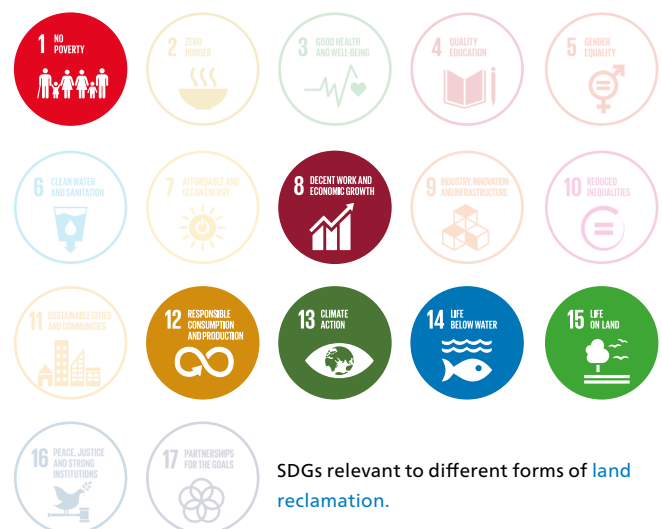 1 NO
POVERTY
2 ZERO
HUNGER
3 GOOD HEALTH
AND WELL-BEING
4 QUALITY
EDUCATION
5 GENDER
EQUALITY
6 CLEAN WATER
AND SANITATION
7 AFFORDABLE AND
CLEAN ENERGY
8 DECENT WORK AND
ECONOMIC GROWTH
9 INDUSTRY, INNOVATION
AND INFRASTRUCTURE
10 REDUCED
INEQUALITIES
11 SUSTAINABLE CITIES
AND COMMUNITIES
12 RESPONSIBLE
CONSUMPTION
AND PRODUCTION
13 CLIMATE
ACTION
14 LIFE
BELOW WATER
15 LIFE
ON LAND
16 PEACE, JUSTICE
AND STRONG
INSTITUTIONS
17 PARTNERSHIPS
FOR THE GOALS
SDGs relevant to different forms of land
reclamation.